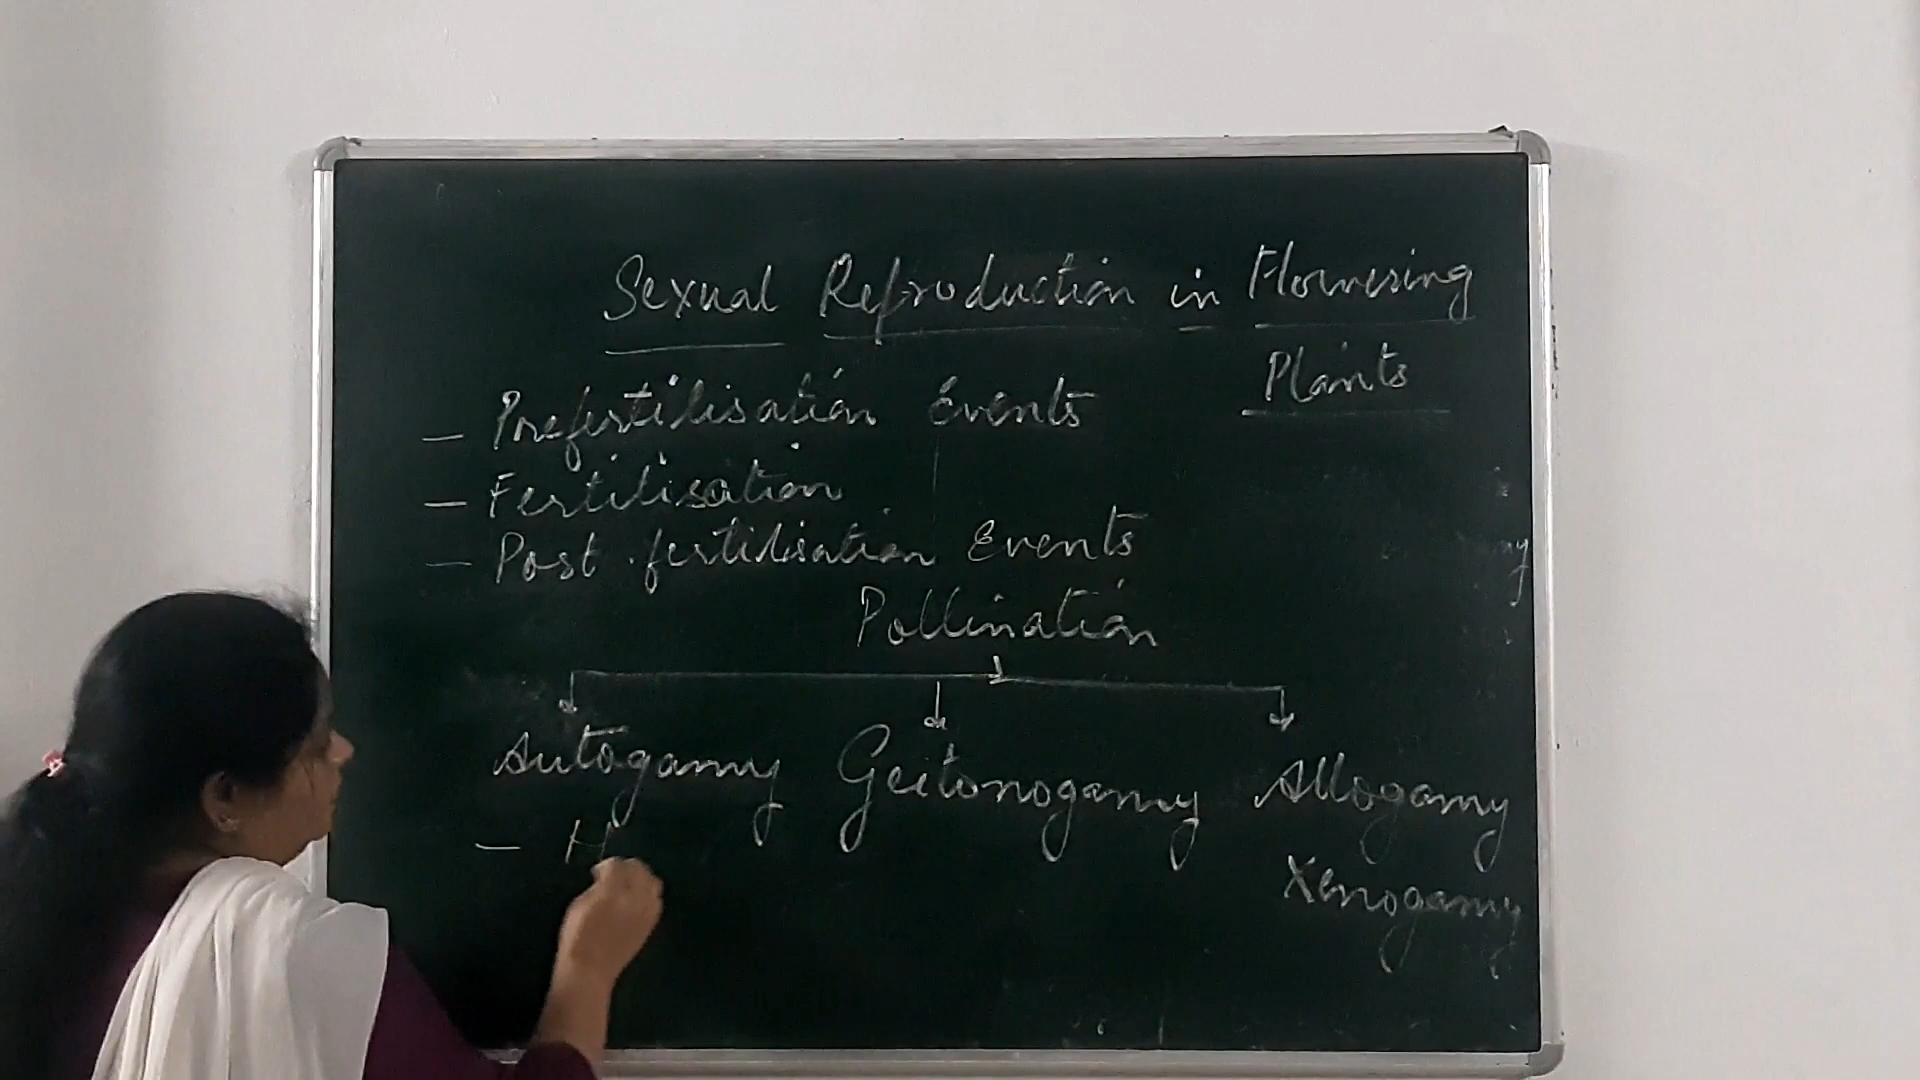 Sexual Reproduction in Flowering
Plants
— Prefertilisation Events
— Fertilisation
— Post fertilisation Events
Pollination
Autogamy Geitonogamy Allogamy
— H
Xenogamy